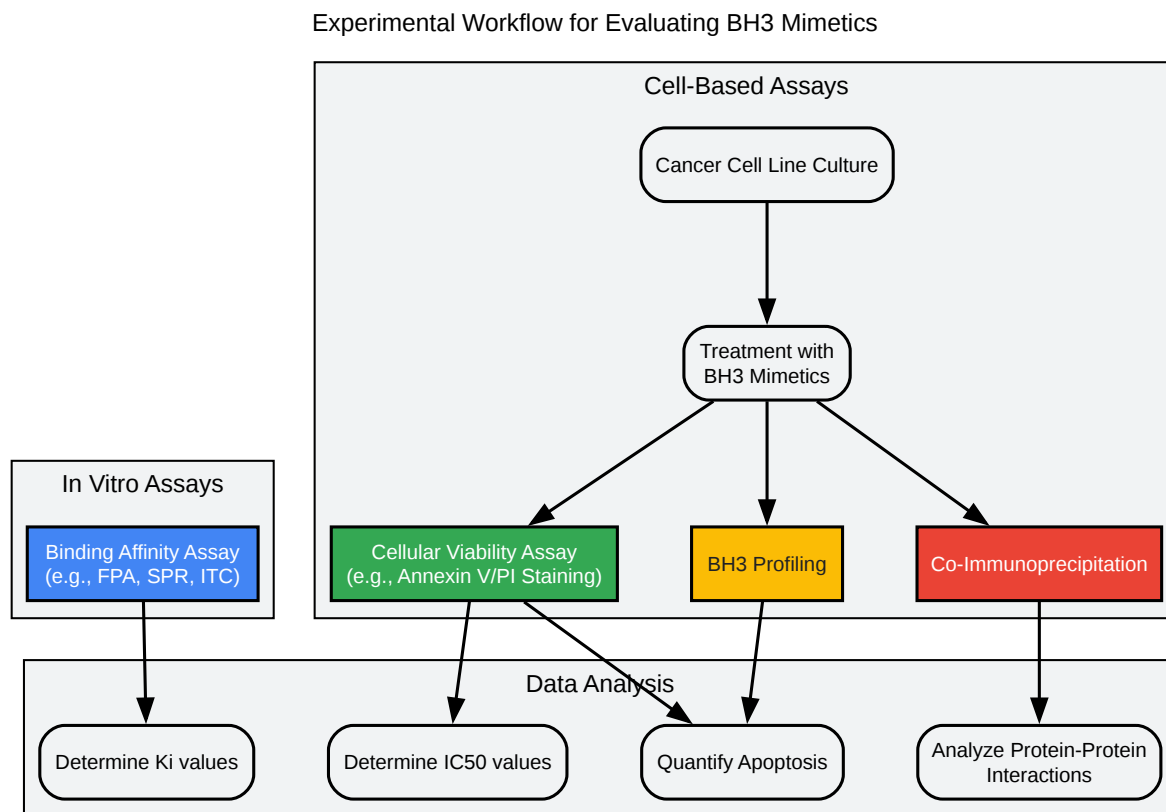 Experimental Workflow for Evaluating BH3 Mimetics
Cell-Based Assays
Cancer Cell Line Culture
Treatment with
BH3 Mimetics
In Vitro Assays
Binding Affinity Assay
(e.g., FPA, SPR, ITC)
Cellular Viability Assay
(e.g., Annexin V/PI Staining)
BH3 Profiling
Co-Immunoprecipitation
Data Analysis
Determine Ki values
Determine IC50 values
Quantify Apoptosis
Analyze Protein-Protein
Interactions